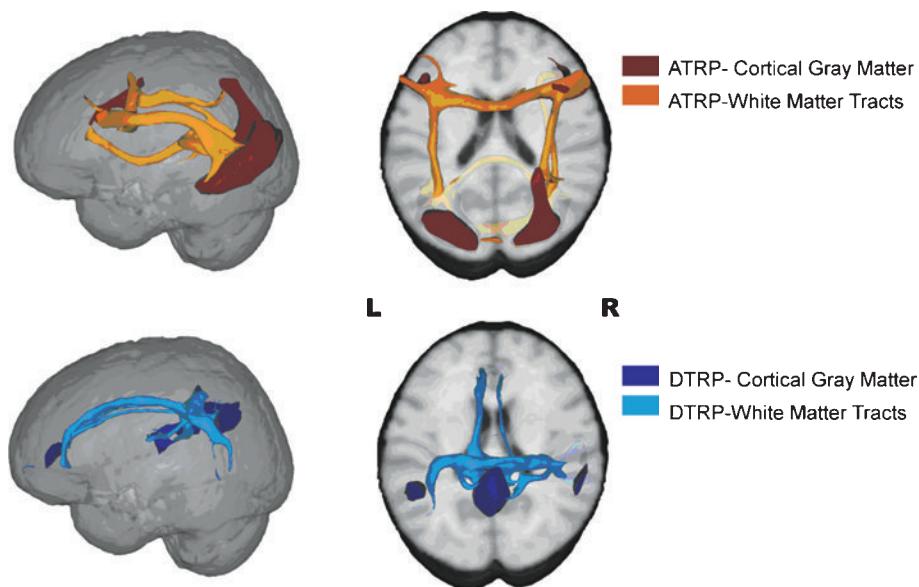 ATRP- Cortical Gray Matter
ATRP-White Matter Tracts
L R
DTRP- Cortical Gray Matter
DTRP-White Matter Tracts